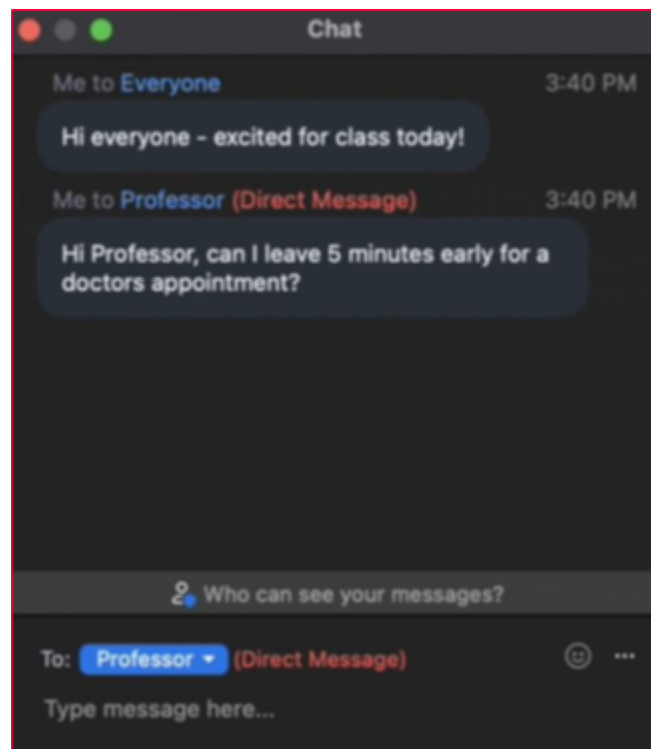 Chat
Me to Everyone 3:40 PM
Hi everyone - excited for class today!
Me to Professor (Direct Message) 3:40 PM
Hi Professor, can I leave 5 minutes early for a
doctors appointment?
Who can see your messages?
To: Professor (Direct Message)
Type message here...